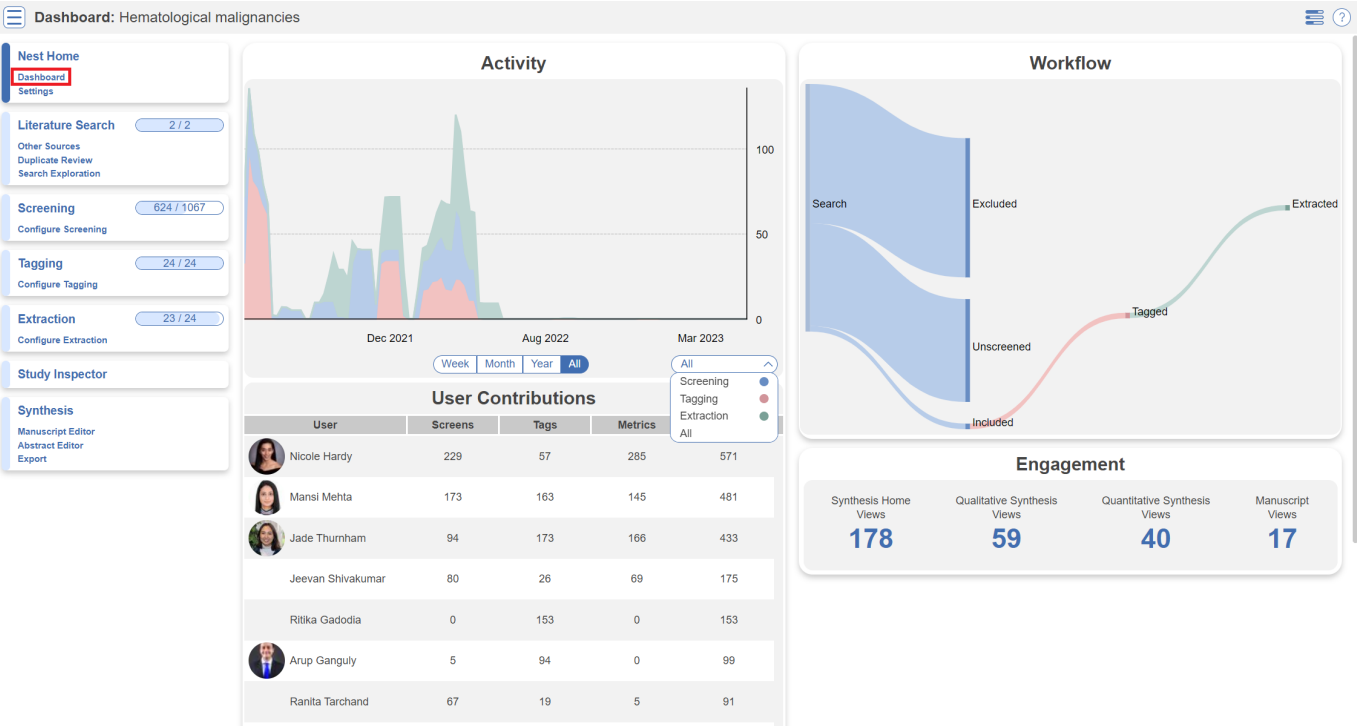 Dashboard: Hematological malignancies
?
Nest Home
Dashboard
Settings
Literature Search 2 / 2
Other Sources
Duplicate Review
Search Exploration
Screening 624 / 1067
Configure Screening
Tagging 24 / 24
Configure Tagging
Extraction 23 / 24
Configure Extraction
Study Inspector
Synthesis
Manuscript Editor
Abstract Editor
Export
Activity
100
50
0
Dec 2021 Aug 2022 Mar 2023
Week Month Year All
All
Screening
Tagging
Extraction
All
User Contributions
User Screens Tags Metrics
Nicole Hardy 229 57 285 571
Mansi Mehta 173 163 145 481
Jade Thurnham 94 173 166 433
Jeevan Shivakumar 80 26 69 175
Ritika Gadodia 0 153 0 153
Arup Ganguly 5 94 0 99
Ranita Tarchand 67 19 5 91
Workflow
Search
Excluded
Extracted
Tagged
Unscreened
Included
Engagement
Synthesis Home
Views
178
Qualitative Synthesis
Views
59
Quantitative Synthesis
Views
40
Manuscript
Views
17